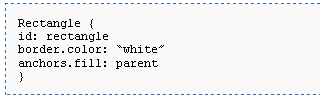 Rectangle {
id: rectangle
border.color: “white”
anchors.fill: parent
}